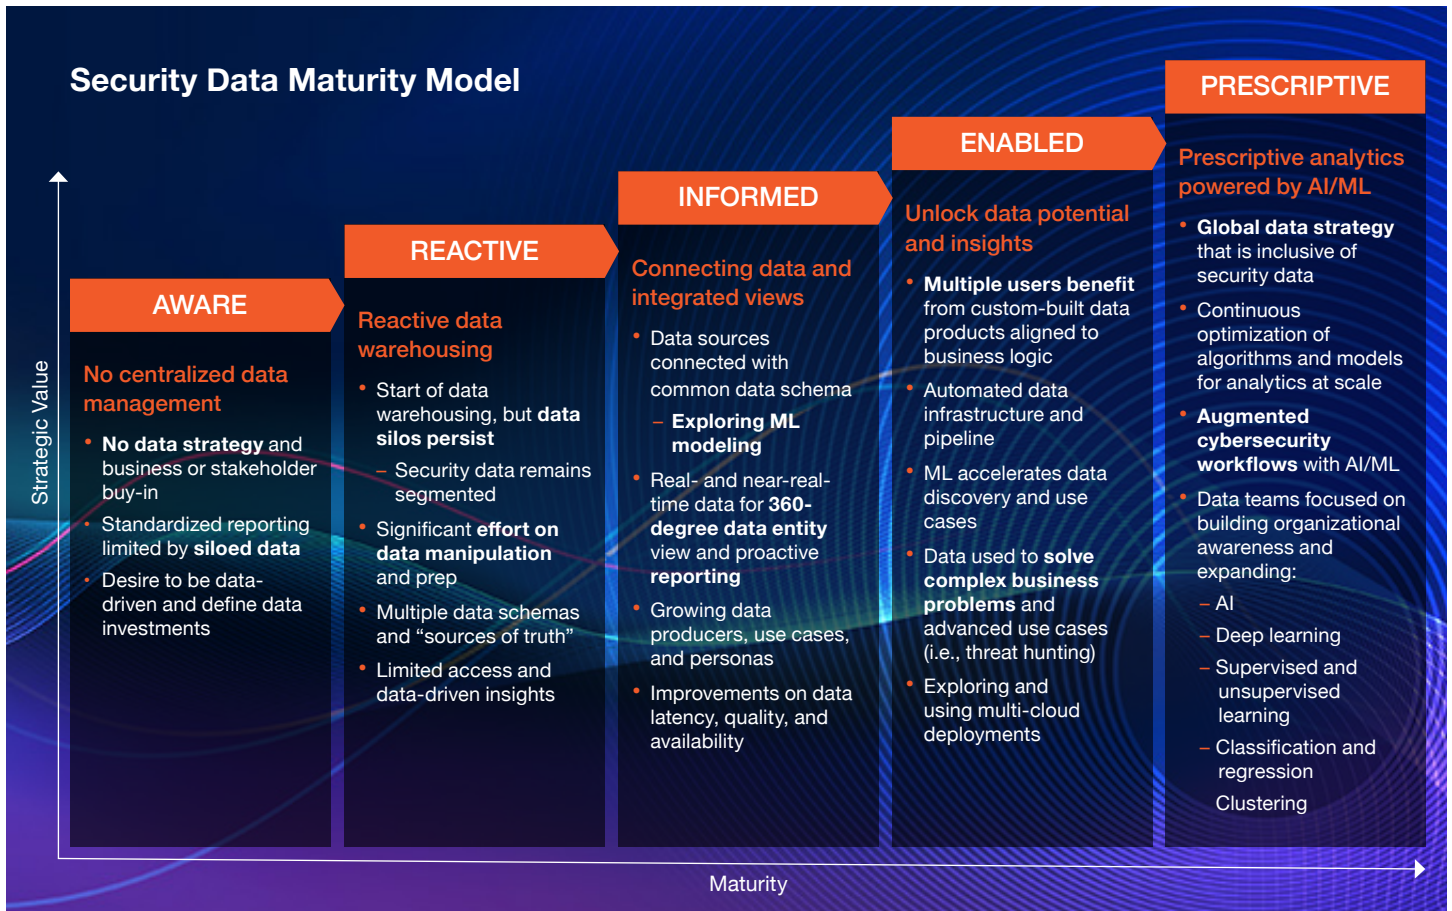 Security Data Maturity Model
Strategic Value
AWARE
No centralized data
management
• No data strategy and
business or stakeholder
buy-in
• Standardized reporting
limited by siloed data
• Desire to be data-
driven and define data
investments
REACTIVE
Reactive data
warehousing
• Start of data
warehousing, but data
silos persist
– Security data remains
segmented
• Significant effort on
data manipulation
and prep
• Multiple data schemas
and “sources of truth”
• Limited access and
data-driven insights
INFORMED
Connecting data and
integrated views
• Data sources
connected with
common data schema
– Exploring ML
modeling
• Real- and near-real-
time data for 360-
degree data entity
view and proactive
reporting
• Growing data
producers, use cases,
and personas
• Improvements on data
latency, quality, and
availability
ENABLED
Unlock data potential
and insights
• Multiple users benefit
from custom-built data
products aligned to
business logic
• Automated data
infrastructure and
pipeline
• ML accelerates data
discovery and use
cases
• Data used to solve
complex business
problems and
advanced use cases
(i.e., threat hunting)
• Exploring and
using multi-cloud
deployments
PRESCRIPTIVE
Prescriptive analytics
powered by AI/ML
• Global data strategy
that is inclusive of
security data
• Continuous
optimization of
algorithms and models
for analytics at scale
• Augmented
cybersecurity
workflows with AI/ML
• Data teams focused on
building organizational
awareness and
expanding:
– AI
– Deep learning
– Supervised and
unsupervised
learning
– Classification and
regression
Clustering
Maturity